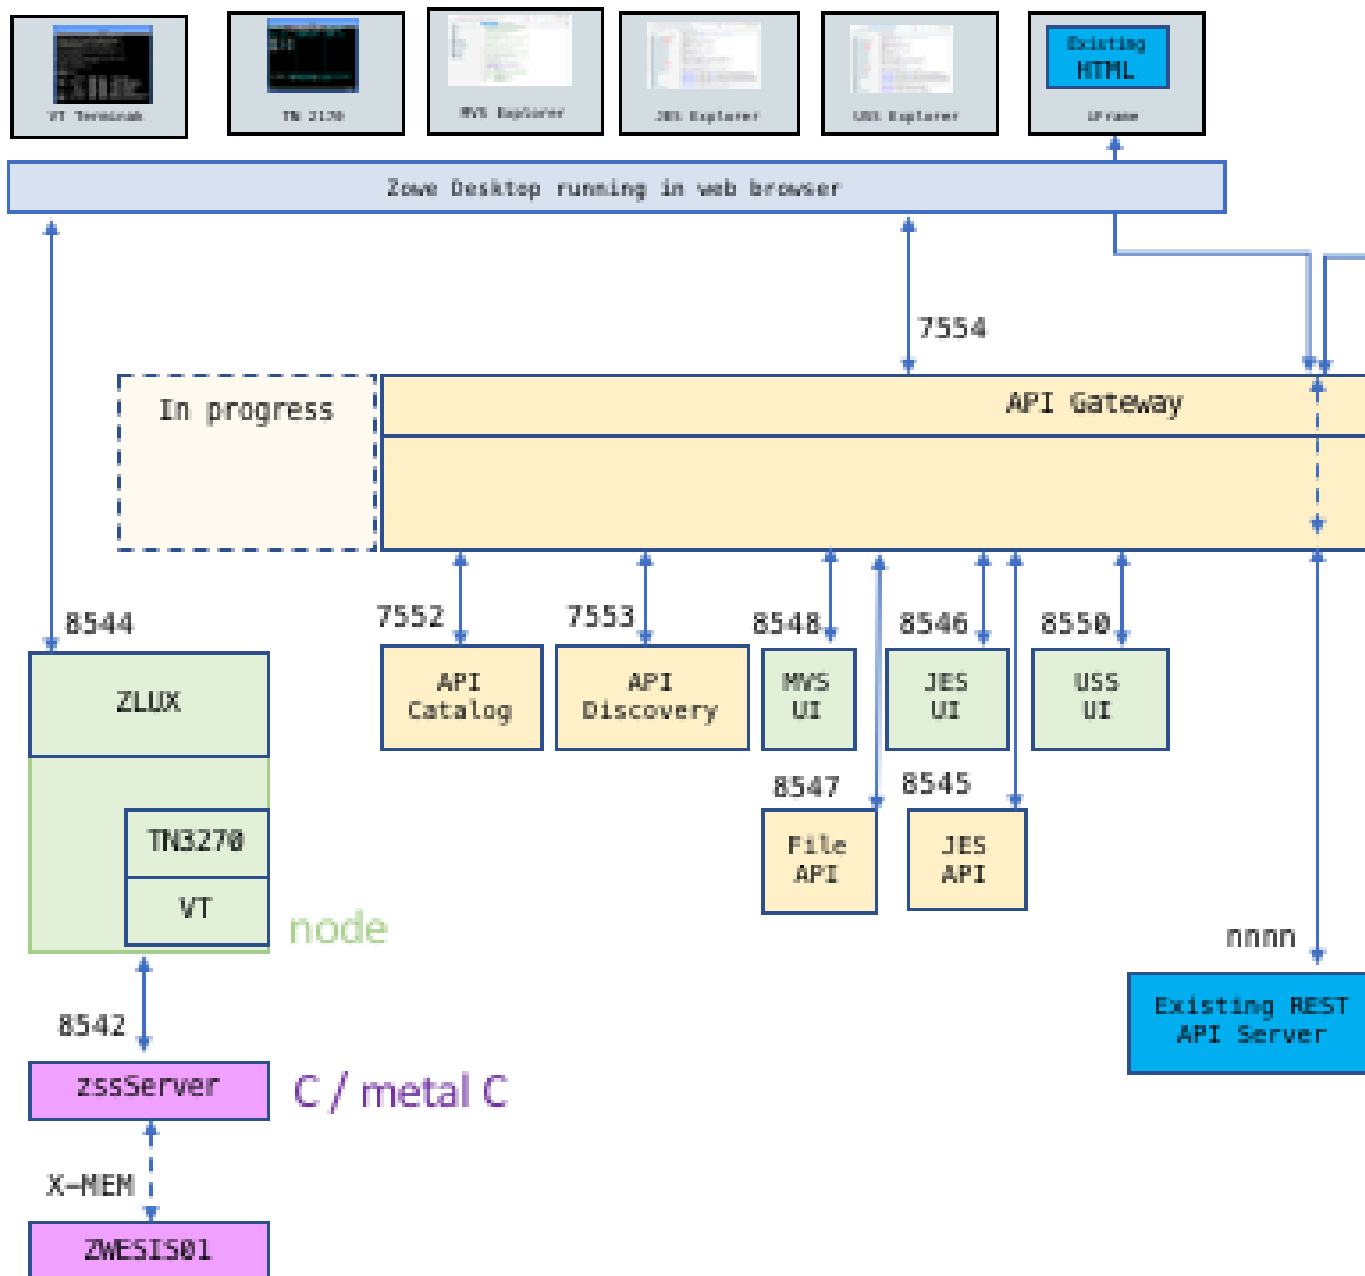 Existing
HTML
VT Terminal
TN 3270
MVS Explorer
JES Explorer
USS Explorer
iFrame
Zowe Desktop running in web browser
7554
In progress
API Gateway
8544
7552
7553
8548
8546
8550
ZLUX
API
Catalog
API
Discovery
MVS
UI
JES
UI
USS
UI
8547
8545
TN3270
VT
File
API
JES
API
node
nnnn
8542
Existing REST
API Server
zssServer
C / metal C
X-MEM
ZWESIS01